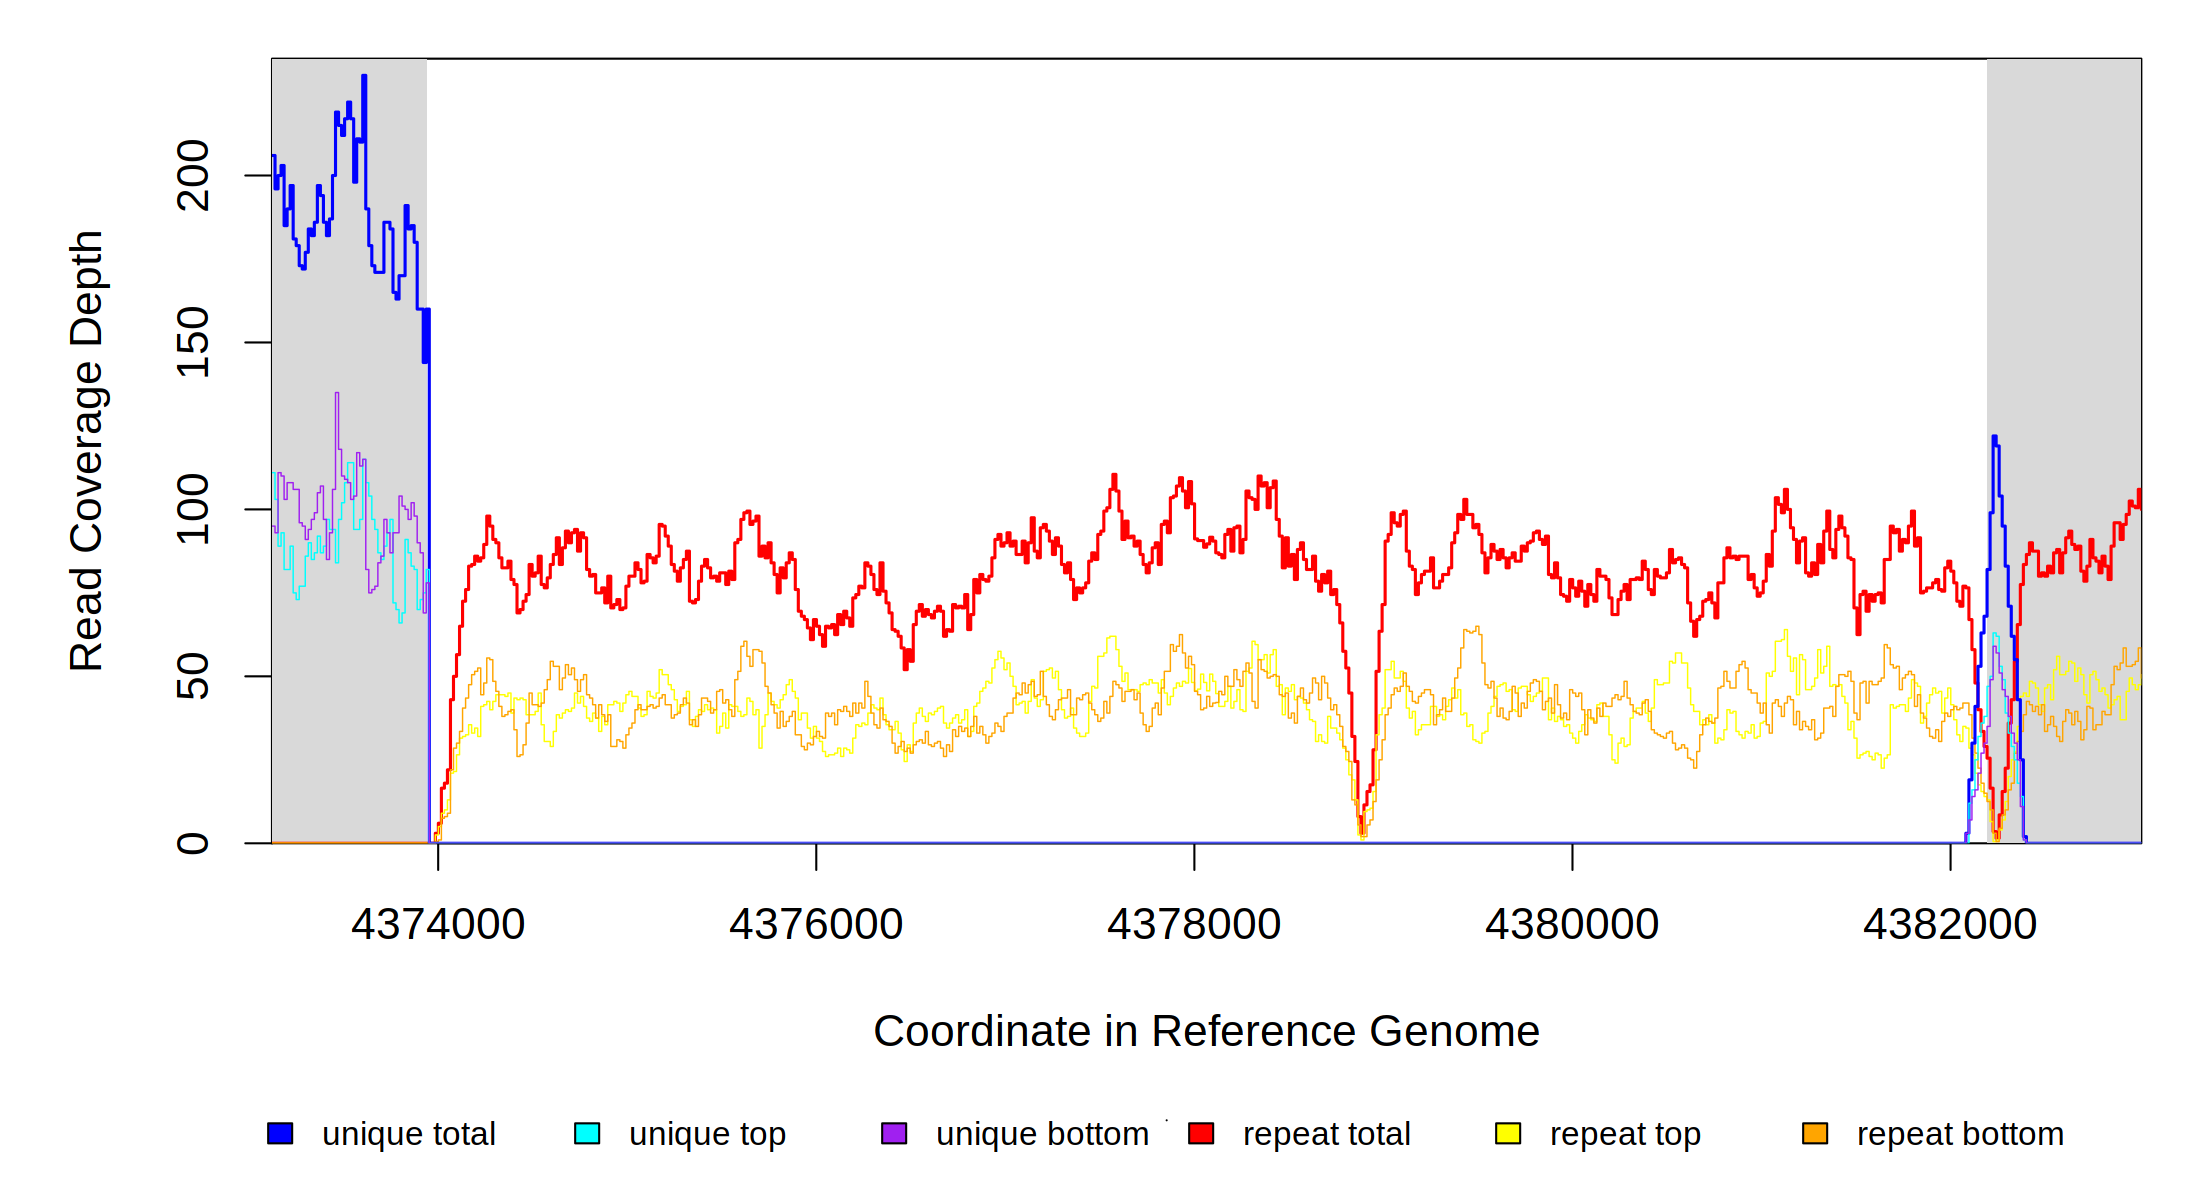 Read Coverage Depth
200
150
100
50
0
4374000 4376000 4378000 4380000 4382000
Coordinate in Reference Genome
unique total unique top unique bottom repeat total repeat top repeat bottom